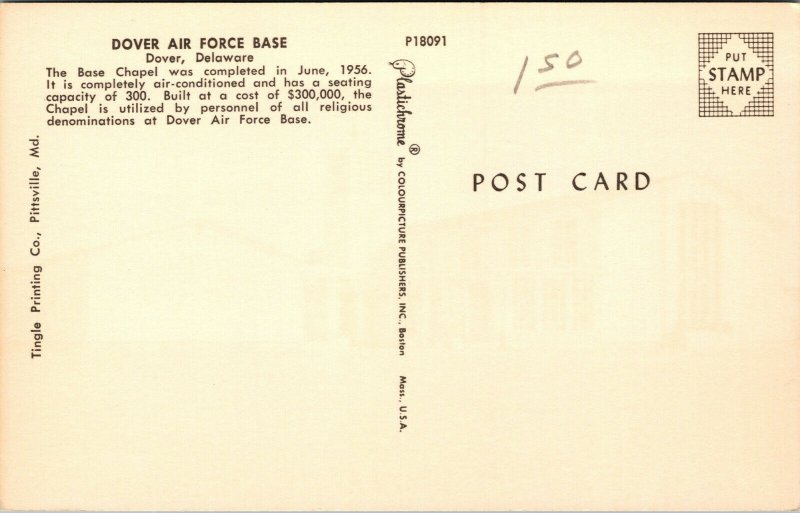 DOVER AIR FORCE BASE
Dover, Delaware
The Base Chapel was completed in June, 1956.
It is completely air-conditioned and has a seating
capacity of 300. Built at a cost of $300,000, the
Chapel is utilized by personnel of all religious
denominations at Dover Air Force Base.
Tingle Printing Co., Pittsville, Md.
P18091
Plastichrome ® by COLOURPICTURE PUBLISHERS, INC., Boston Mass., U.S.A.
1 50
PUT
STAMP
HERE
POST CARD